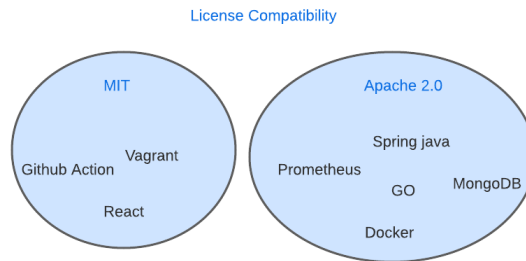 License Compatibility
MIT
Vagrant
Github Action
React
Apache 2.0
Spring java
Prometheus
GO
MongoDB
Docker